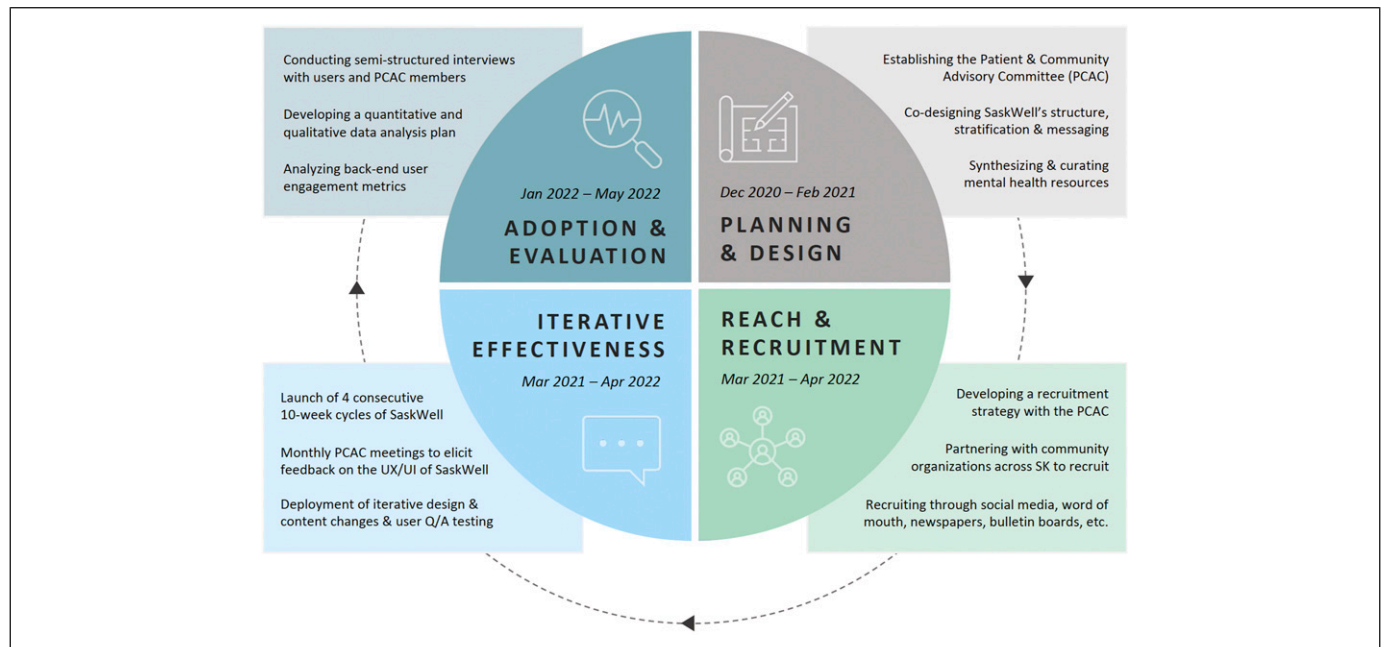 Conducting semi-structured interviews
with users and PCAC members
Developing a quantitative and
qualitative data analysis plan
Analyzing back-end user
engagement metrics
Jan 2022 – May 2022
ADOPTION &
EVALUATION
Dec 2020 – Feb 2021
PLANNING
& DESIGN
Establishing the Patient & Community
Advisory Committee (PCAC)
Co-designing SaskWell's structure,
stratification & messaging
Synthesizing & curating
mental health resources
Launch of 4 consecutive
10-week cycles of SaskWell
Monthly PCAC meetings to elicit
feedback on the UX/UI of SaskWell
Deployment of iterative design &
content changes & user Q/A testing
ITERATIVE
EFFECTIVENESS
Mar 2021 – Apr 2022
REACH &
RECRUITMENT
Mar 2021 – Apr 2022
Developing a recruitment
strategy with the PCAC
Partnering with community
organizations across SK to recruit
Recruiting through social media, word of
mouth, newspapers, bulletin boards, etc.